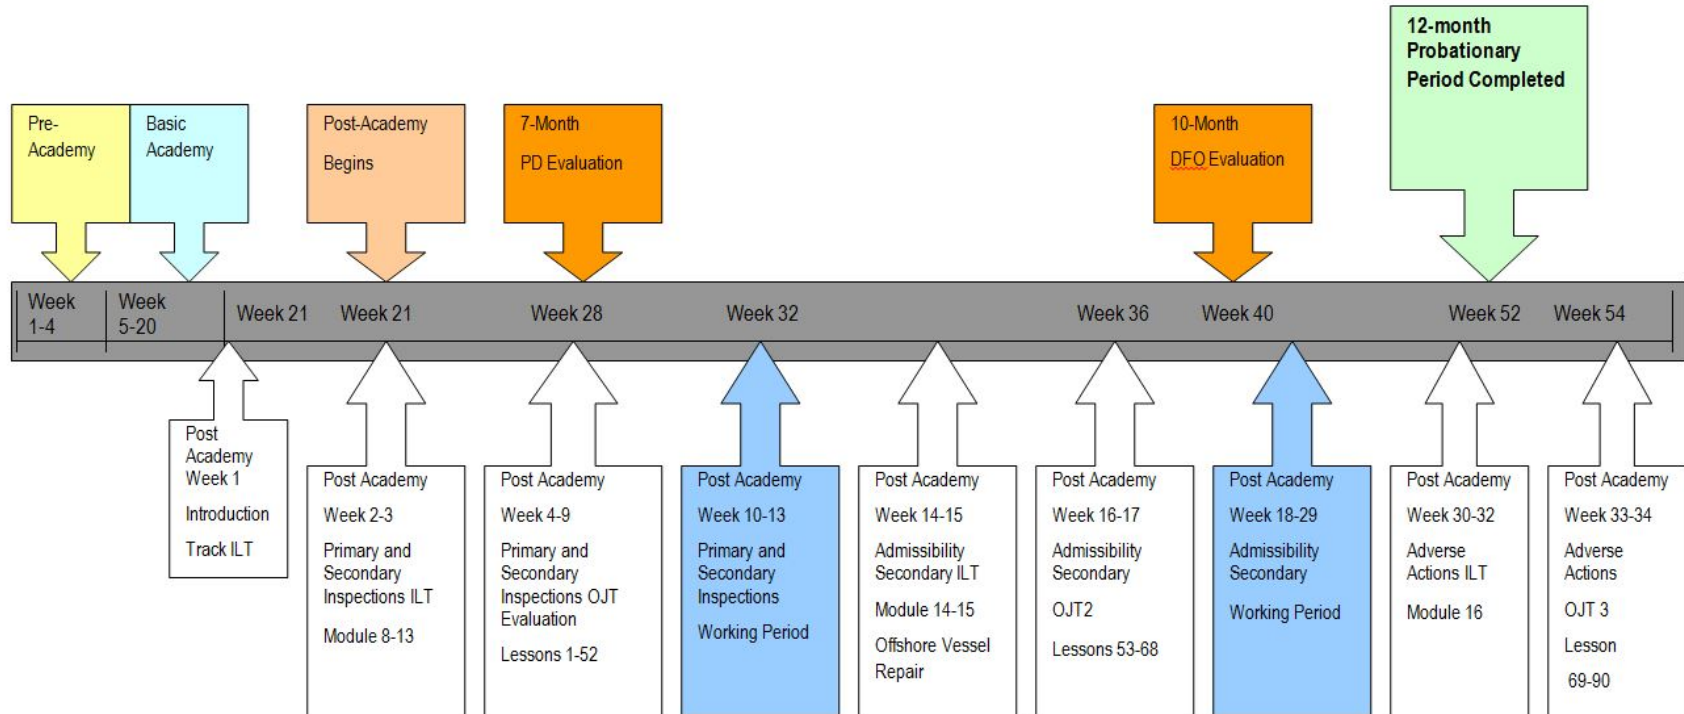 12-month
Probationary
Period Completed
Pre-
Academy
Basic
Academy
Post-Academy
Begins
7-Month
PD Evaluation
10-Month
DFO Evaluation
Week
1-4
Week
5-20
Week 21
Week 21
Week 28
Week 32
Week 36
Week 40
Week 52
Week 54
Post
Academy
Week 1
Introduction
Track ILT
Post Academy
Week 2-3
Primary and
Secondary
Inspections ILT
Module 8-13
Post Academy
Week 4-9
Primary and
Secondary
Inspections OJT
Evaluation
Lessons 1-52
Post Academy
Week 10-13
Primary and
Secondary
Inspections
Working Period
Post Academy
Week 14-15
Admissibility
Secondary ILT
Module 14-15
Offshore Vessel
Repair
Post Academy
Week 16-17
Admissibility
Secondary
OJT2
Lessons 53-68
Post Academy
Week 18-29
Admissibility
Secondary
Working Period
Post Academy
Week 30-32
Adverse
Actions ILT
Module 16
Post Academy
Week 33-34
Adverse
Actions
OJT 3
Lesson
69-90